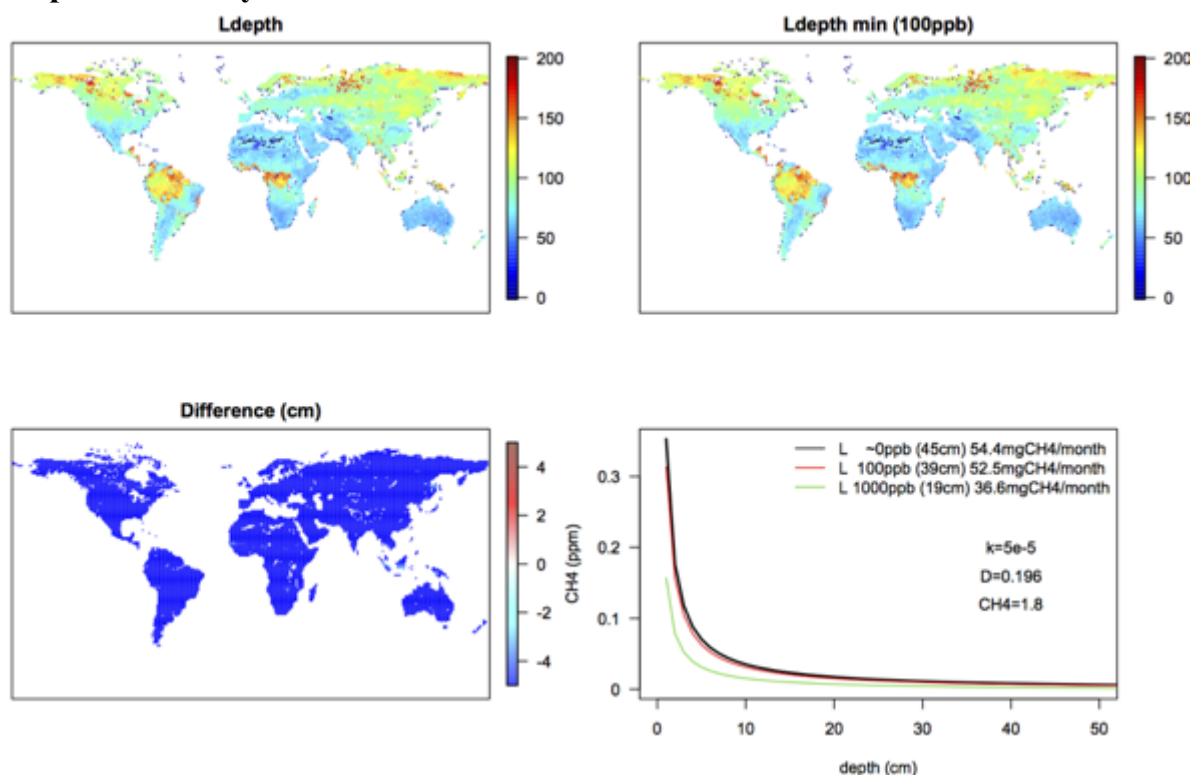 Ldepth
200
150
100
50
0
Ldepth min (100ppb)
200
150
100
50
0
Difference (cm)
4
2
0
-2
-4
CH4 (ppm)
0.3
0.2
0.1
0
L ~0ppb (45cm) 54.4mgCH4/month
L 100ppb (39cm) 52.5mgCH4/month
L 1000ppb (19cm) 36.6mgCH4/month
k=5e-5
D=0.196
CH4=1.8
0 10 20 30 40 50
depth (cm)